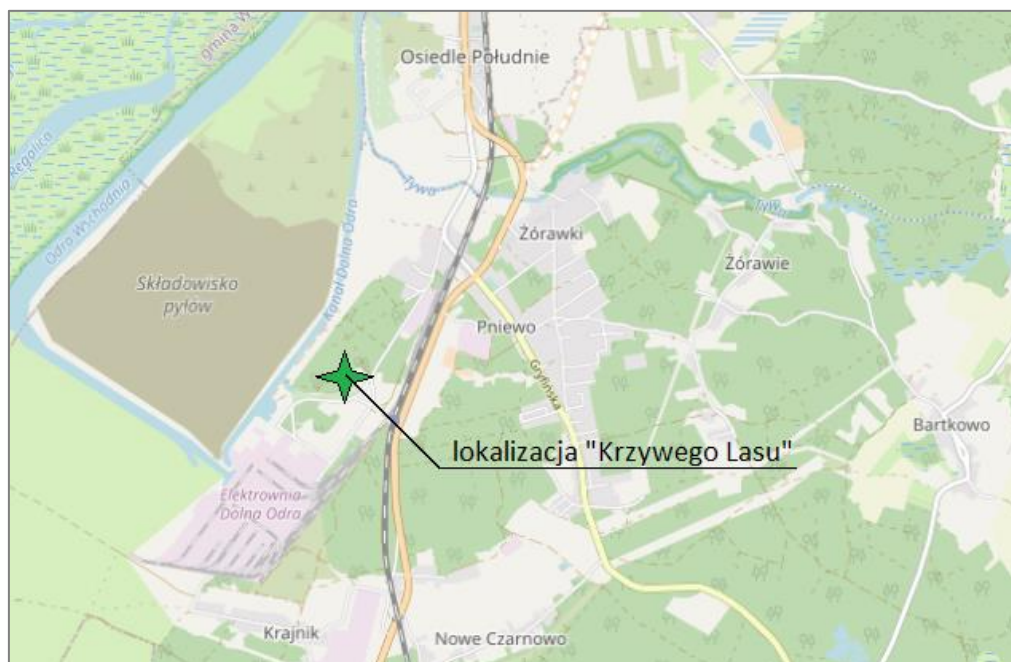 gmina W
Osiedle Południe
Regalica
Odra Wschodnia
Tywa
Tywa
Żórawki
Żórawie
Składowisko
pyłów
Kanał Dolna Odra
Pniewo
Gryfińska
Bartkowo
lokalizacja "Krzywego Lasu"
Elektrownia
Dolna Odra
Krajnik
Nowe Czarnowo